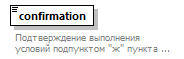 confirmation
Подтверждение выполнения
условий подпунктом "ж" пункта ...